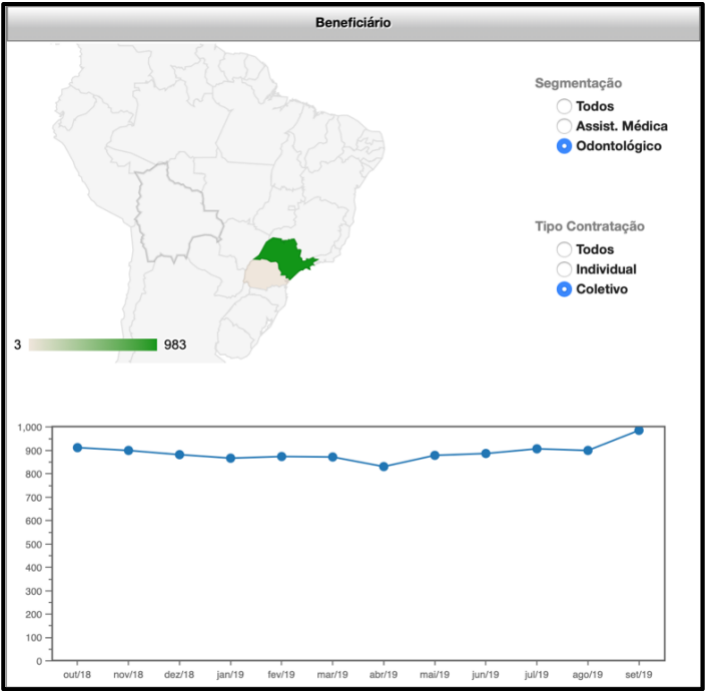 Beneficiário
Segmentação
Todos
Assist. Médica
Odontológico
Tipo Contratação
Todos
Individual
Coletivo
3 983
1,000
900
800
700
600
500
400
300
200
100
0
out/18 nov/18 dez/18 jan/19 fev/19 mar/19 abr/19 mai/19 jun/19 jul/19 ago/19 set/19